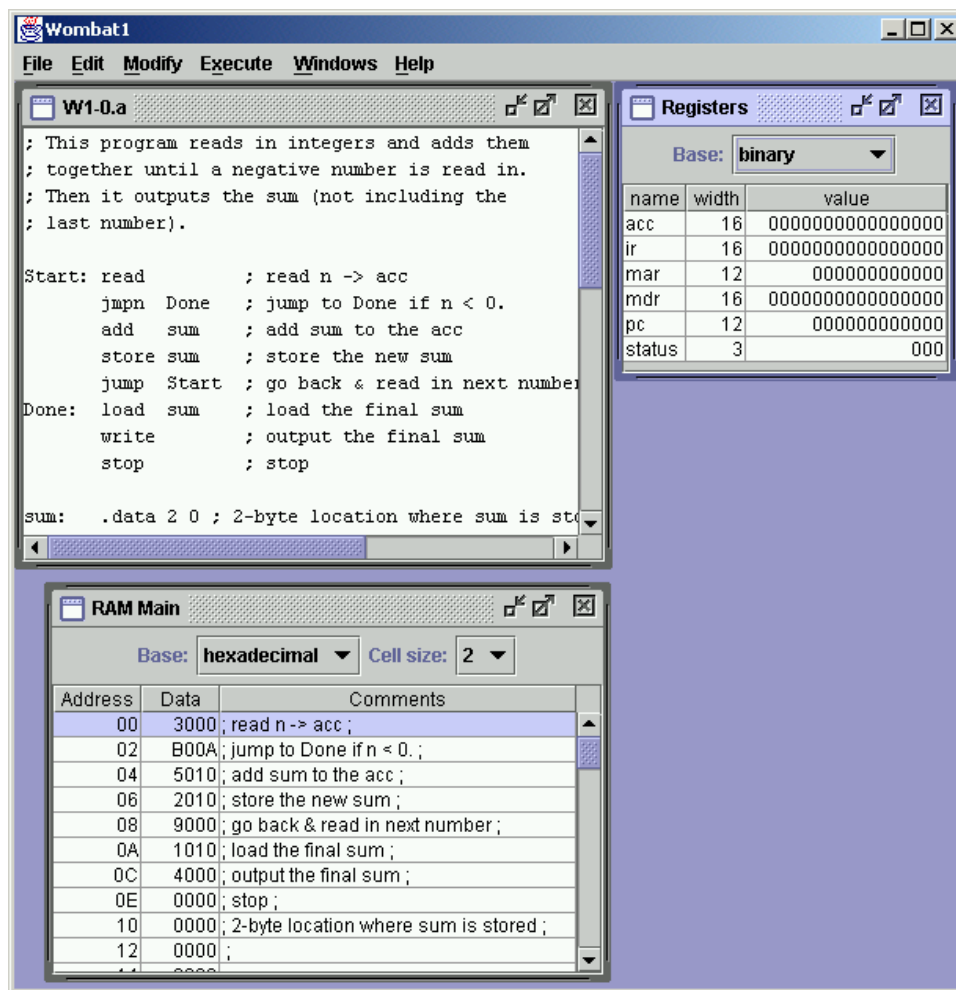 Wombat1
File Edit Modify Execute Windows Help
W1-0.a
; This program reads in integers and adds them
; together until a negative number is read in.
; Then it outputs the sum (not including the
; last number).
Start: read ; read n -> acc
jmpn Done ; jump to Done if n < 0.
add sum ; add sum to the acc
store sum ; store the new sum
jump Start ; go back & read in next number
Done: load sum ; load the final sum
write ; output the final sum
stop ; stop
sum: .data 2 0 ; 2-byte location where sum is sto
Registers
Base: binary
name width value
acc 16 0000000000000000
ir 16 0000000000000000
mar 12 000000000000
mdr 16 0000000000000000
pc 12 000000000000
status 3 000
RAM Main
Base: hexadecimal Cell size: 2
Address Data Comments
00 3000 ; read n -> acc ;
02 B00A ; jump to Done if n < 0. ;
04 5010 ; add sum to the acc ;
06 2010 ; store the new sum ;
08 9000 ; go back & read in next number ;
0A 1010 ; load the final sum ;
0C 4000 ; output the final sum ;
0E 0000 ; stop ;
10 0000 ; 2-byte location where sum is stored ;
12 0000 ;